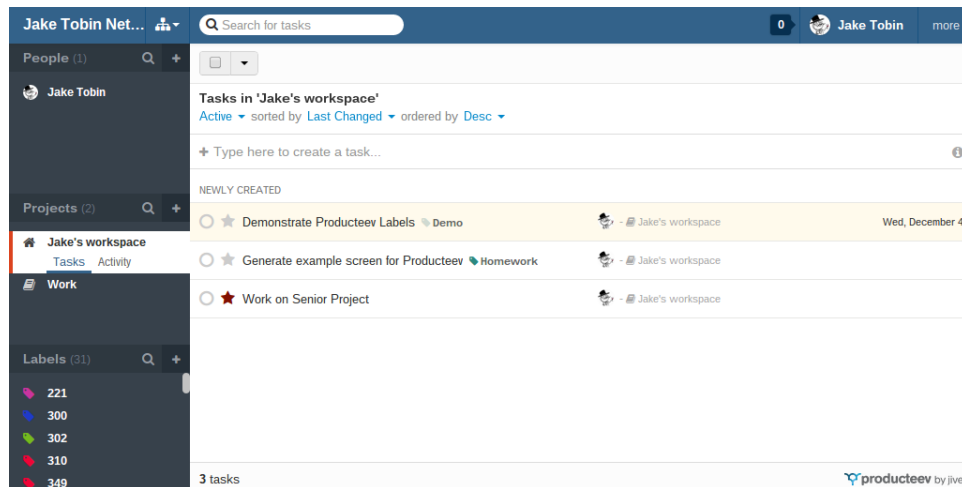 Jake Tobin Net...
Search for tasks
0
Jake Tobin
more
People (1)
Jake Tobin
Projects (2)
Jake's workspace
Tasks Activity
Work
Labels (31)
221
300
302
310
349
Tasks in 'Jake's workspace'
Active sorted by Last Changed ordered by Desc
+ Type here to create a task...
NEWLY CREATED
Demonstrate Producteev Labels Demo - Jake's workspace Wed, December 4
Generate example screen for Producteev Homework - Jake's workspace
Work on Senior Project - Jake's workspace
3 tasks
producteev by jive